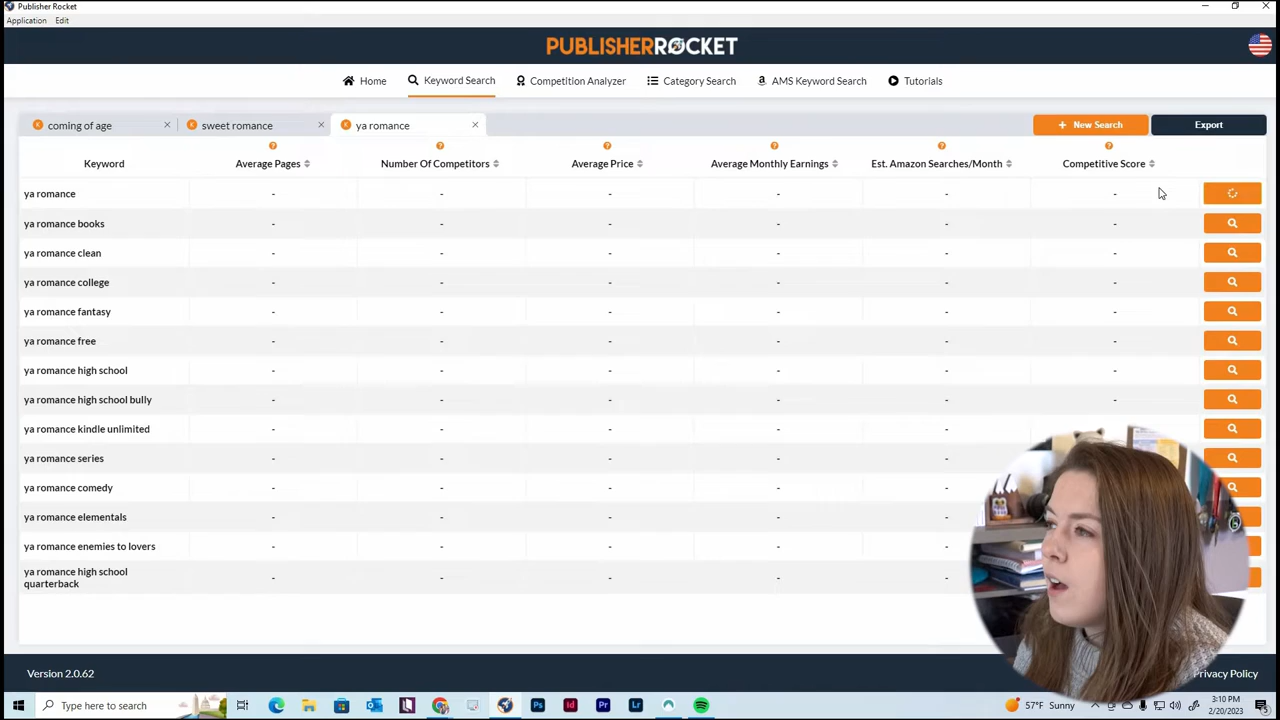 Publisher Rocket
Application Edit
PUBLISHERROCKET
Home Keyword Search Competition Analyzer Category Search AMS Keyword Search Tutorials
coming of age × sweet romance × ya romance × + New Search Export
Keyword Average Pages Number Of Competitors Average Price Average Monthly Earnings Est. Amazon Searches/Month Competitive Score
ya romance - - - - - -
ya romance books - - - - - -
ya romance clean - - - - - -
ya romance college - - - - - -
ya romance fantasy - - - - - -
ya romance free - - - - - -
ya romance high school - - - - - -
ya romance high school bully - - - - - -
ya romance kindle unlimited - - - - -
ya romance series - - - - -
ya romance comedy - - - - -
ya romance elementals - - - - -
ya romance enemies to lovers - - - - -
ya romance high school
quarterback - - - - -
Version 2.0.62 Privacy Policy
Type here to search 57°F Sunny 3:10 PM
2/20/2023